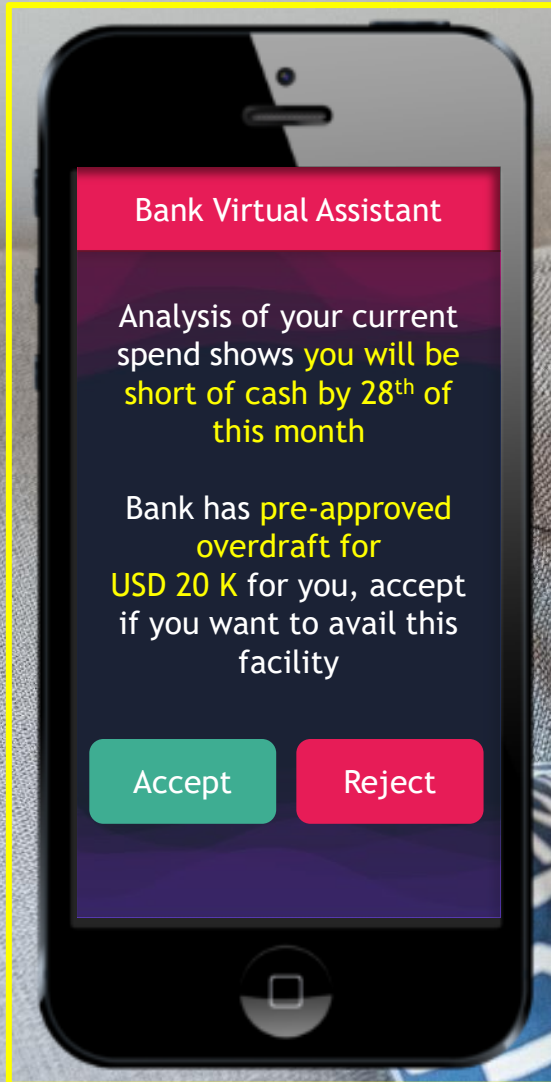 Bank Virtual Assistant
Analysis of your current
spend shows you will be
short of cash by 28th of
this month
Bank has pre-approved
overdraft for
USD 20 K for you, accept
if you want to avail this
facility
Accept
Reject